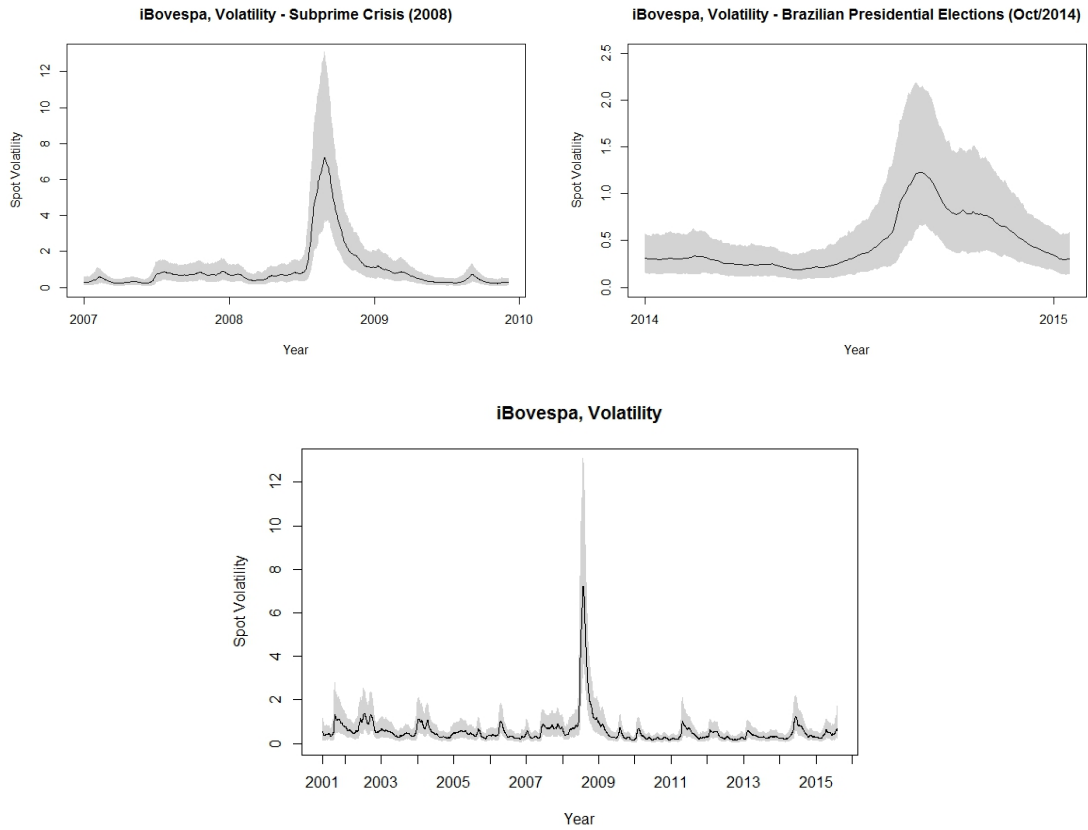 iBovespa, Volatility - Subprime Crisis (2008)
Spot Volatility
12
10
8
6
4
2
0
2007 2008 2009 2010
Year
iBovespa, Volatility - Brazilian Presidential Elections (Oct/2014)
Spot Volatility
2.5
2.0
1.5
1.0
0.5
0.0
2014 2015
Year
iBovespa, Volatility
Spot Volatility
12
10
8
6
4
2
0
2001 2003 2005 2007 2009 2011 2013 2015
Year